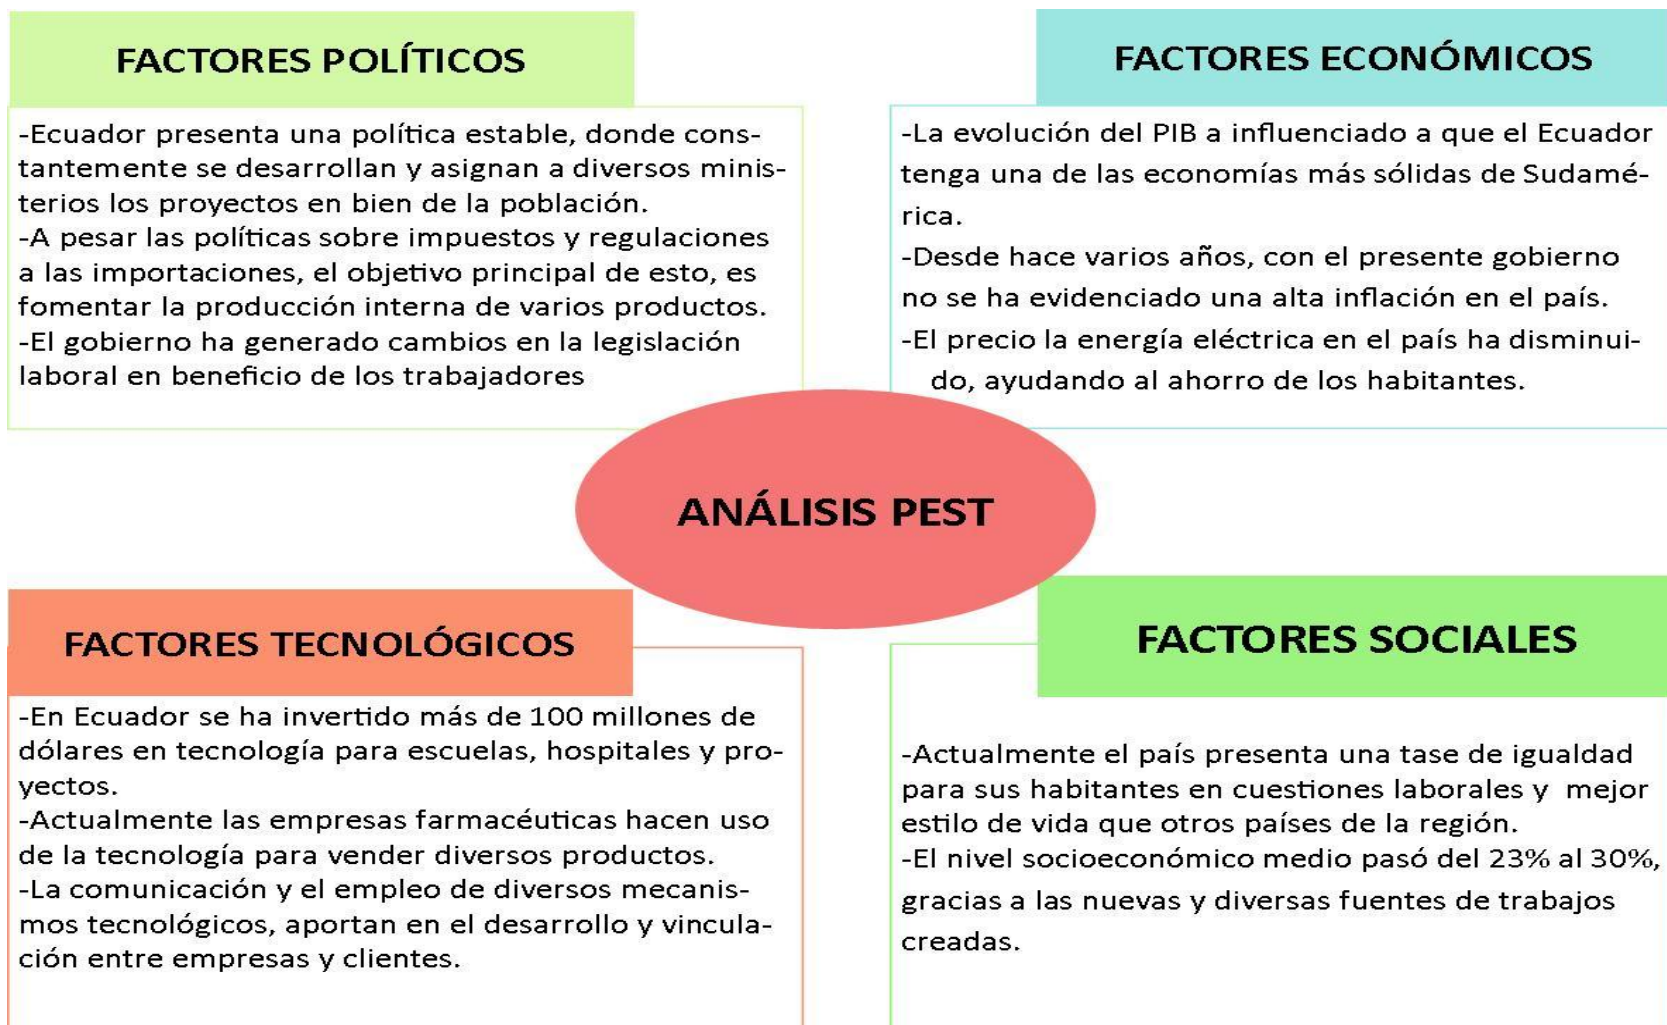 FACTORES POLÍTICOS
-Ecuador presenta una política estable, donde cons-
tantemente se desarrollan y asignan a diversos minis-
terios los proyectos en bien de la población.
-A pesar las políticas sobre impuestos y regulaciones
a las importaciones, el objetivo principal de esto, es
fomentar la producción interna de varios productos.
-El gobierno ha generado cambios en la legislación
laboral en beneficio de los trabajadores
FACTORES ECONÓMICOS
-La evolución del PIB a influenciado a que el Ecuador
tenga una de las economías más sólidas de Sudamé-
rica.
-Desde hace varios años, con el presente gobierno
no se ha evidenciado una alta inflación en el país.
-El precio la energía eléctrica en el país ha disminui-
do, ayudando al ahorro de los habitantes.
ANÁLISIS PEST
FACTORES TECNOLÓGICOS
-En Ecuador se ha invertido más de 100 millones de
dólares en tecnología para escuelas, hospitales y pro-
yectos.
-Actualmente las empresas farmacéuticas hacen uso
de la tecnología para vender diversos productos.
-La comunicación y el empleo de diversos mecanis-
mos tecnológicos, aportan en el desarrollo y vincula-
ción entre empresas y clientes.
FACTORES SOCIALES
-Actualmente el país presenta una tase de igualdad
para sus habitantes en cuestiones laborales y mejor
estilo de vida que otros países de la región.
-El nivel socioeconómico medio pasó del 23% al 30%,
gracias a las nuevas y diversas fuentes de trabajos
creadas.